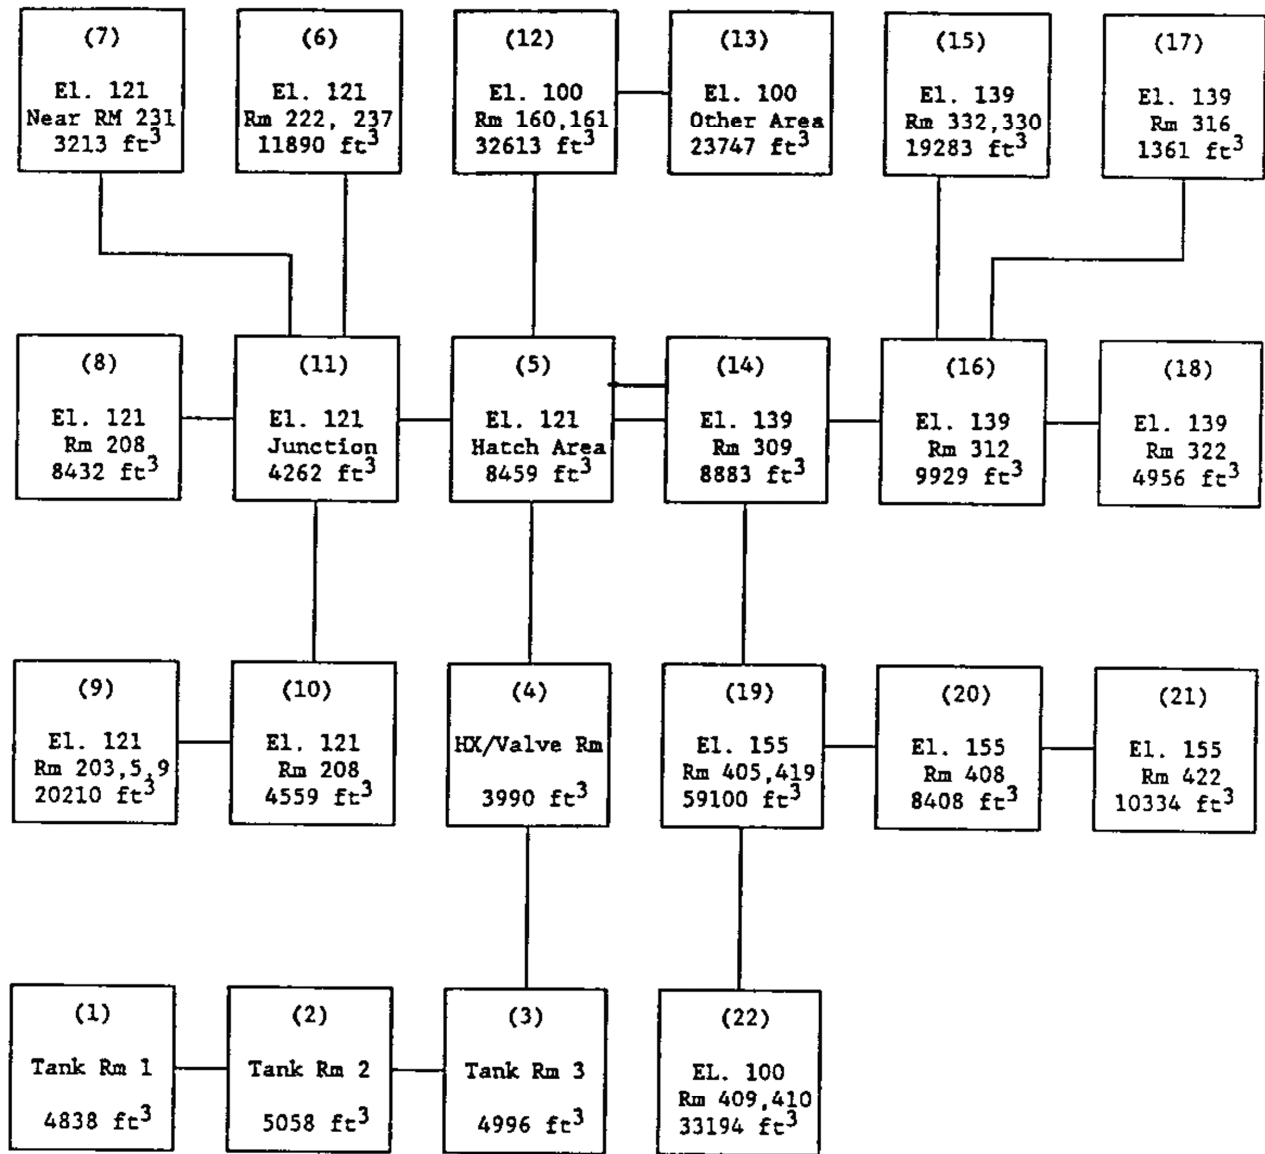 (7)
El. 121
Near RM 231
3213 ft³
(6)
El. 121
Rm 222, 237
11890 ft³
(12)
El. 100
Rm 160,161
32613 ft³
(13)
El. 100
Other Area
23747 ft³
(15)
El. 139
Rm 332,330
19283 ft³
(17)
El. 139
Rm 316
1361 ft³
(8)
El. 121
Rm 208
8432 ft³
(11)
El. 121
Junction
4262 ft³
(5)
El. 121
Hatch Area
8459 ft³
(14)
El. 139
Rm 309
8883 ft³
(16)
El. 139
Rm 312
9929 ft³
(18)
El. 139
Rm 322
4956 ft³
(9)
El. 121
Rm 203,5,9
20210 ft³
(10)
El. 121
Rm 208
4559 ft³
(4)
HX/Valve Rm
3990 ft³
(19)
El. 155
Rm 405,419
59100 ft³
(20)
El. 155
Rm 408
8408 ft³
(21)
El. 155
Rm 422
10334 ft³
(1)
Tank Rm 1
4838 ft³
(2)
Tank Rm 2
5058 ft³
(3)
Tank Rm 3
4996 ft³
(22)
EL. 100
Rm 409,410
33194 ft³